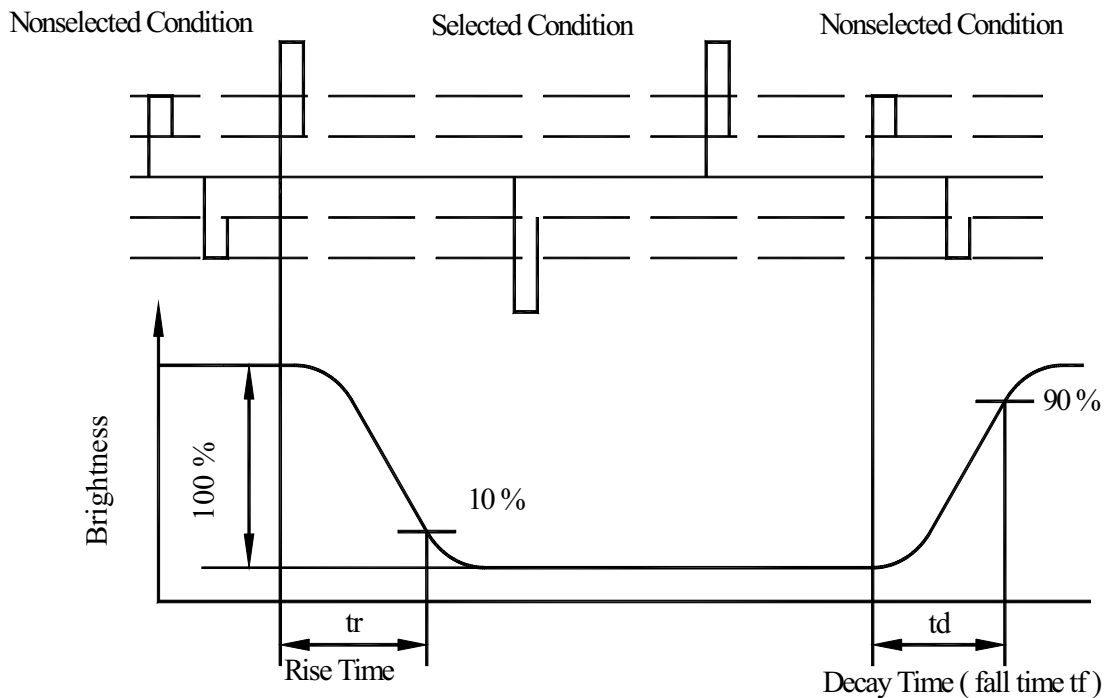 Nonselected Condition
Selected Condition
Nonselected Condition
Brightness
100 %
10 %
90 %
tr
Rise Time
td
Decay Time ( fall time tf )